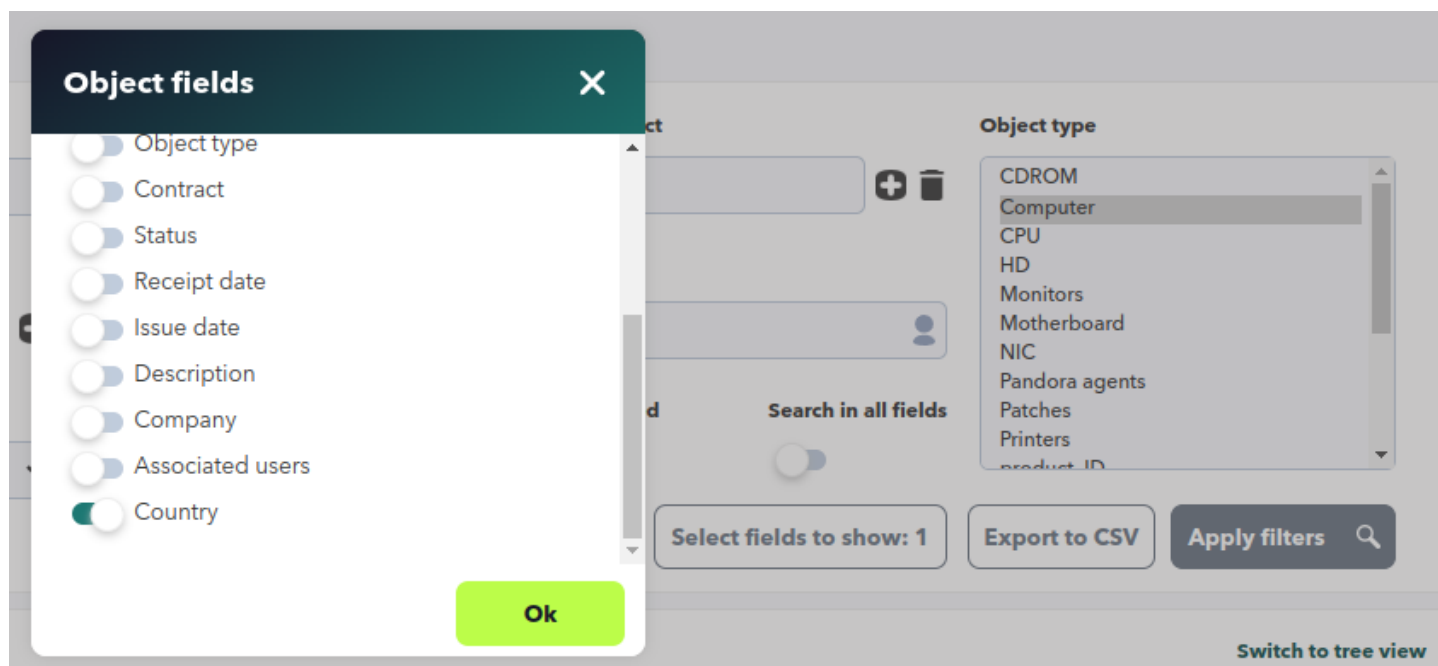 Object fields
Object type
Contract
Status
Receipt date
Issue date
Description
Company
Associated users
Country
Ok
ct
Object type
CDROM
Computer
CPU
HD
Monitors
Motherboard
NIC
Pandora agents
Patches
Printers
product_ID
d
Search in all fields
Select fields to show: 1
Export to CSV
Apply filters
Switch to tree view